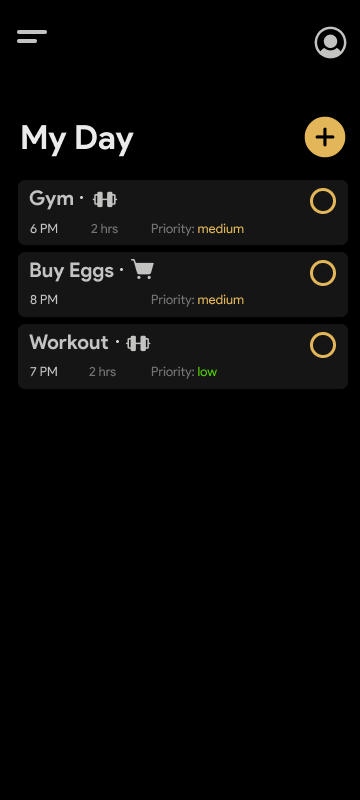 My Day
Gym ·
6 PM 2 hrs Priority: medium
Buy Eggs ·
8 PM Priority: medium
Workout ·
7 PM 2 hrs Priority: low